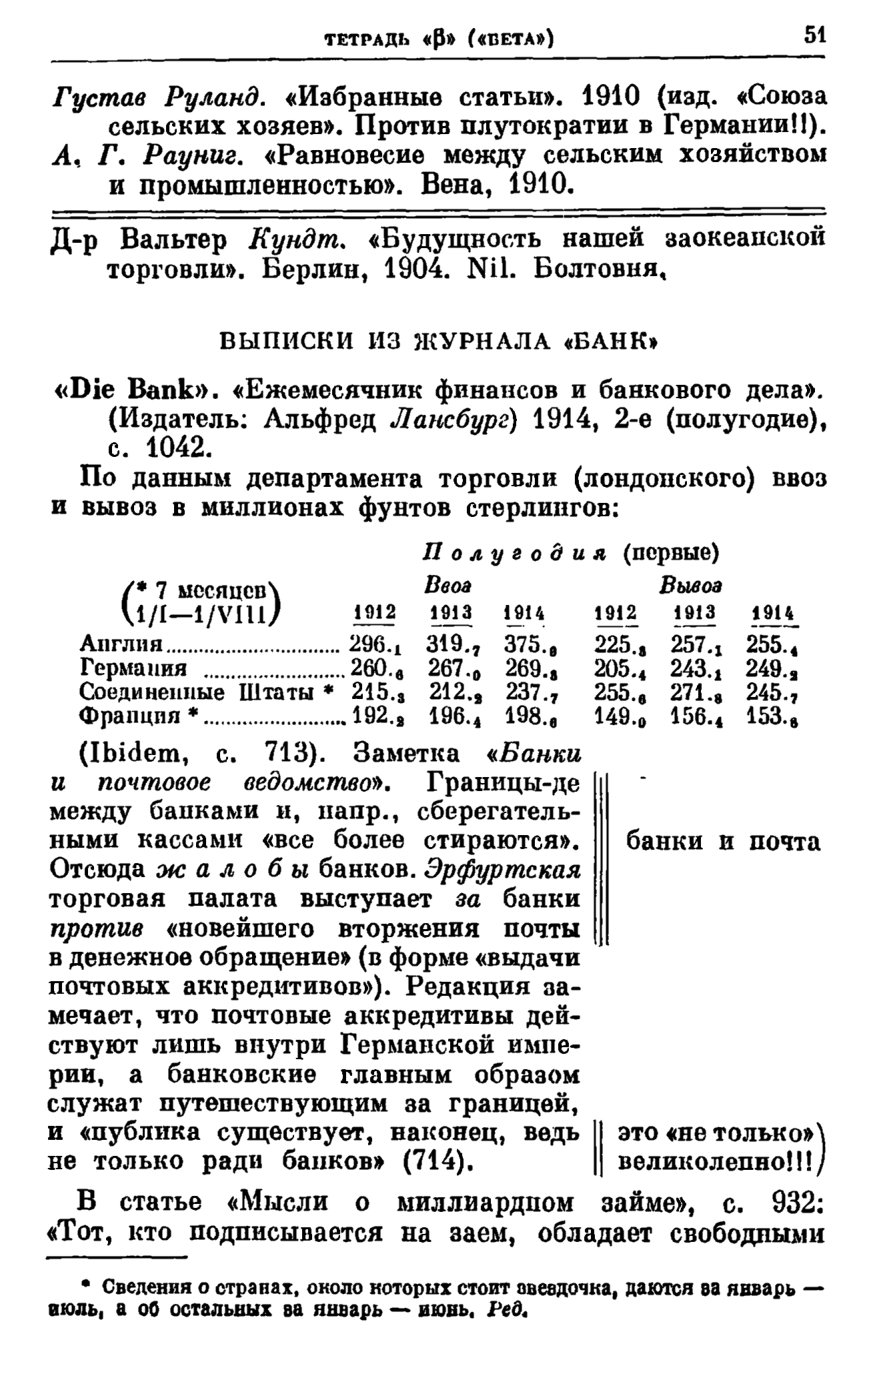 ТЕТРАДЬ «β» («БЕТА») 51
Густав Руланд. «Избранные статьи». 1910 (изд. «Союза
сельских хозяев». Против плутократии в Германии!!).
А. Г. Рауниг. «Равновесие между сельским хозяйством
и промышленностью». Вена, 1910.
Д-р Вальтер Кундт. «Будущность нашей заокеанской
торговли». Берлин, 1904. Nil. Болтовня.
ВЫПИСКИ ИЗ ЖУРНАЛА «БАНК»
«Die Bank». «Ежемесячник финансов и банкового дела».
(Издатель: Альфред Лансбург) 1914, 2-е (полугодие),
с. 1042.
По данным департамента торговли (лондонского) ввоз
и вывоз в миллионах фунтов стерлингов:
Полугодия (первые)
(* 7 месяцев Ввоз Вывоз
1/I—1/VIII) 1912 1913 1914 1912 1913 1914
Англия 296.1 319.7 375.9 225.3 257.1 255.4
Германия 260.6 267.0 269.3 205.4 243.1 249.2
Соединенные Штаты * 215.3 212.3 237.7 255.6 271.8 245.7
Франция * 192.3 196.4 198.6 149.0 156.4 153.8
(Ibidem, с. 713). Заметка «Банки
и почтовое ведомство». Границы-де
между банками и, напр., сберегатель-
ными кассами «все более стираются». банки и почта
Отсюда жалобы банков. Эрфуртская
торговая палата выступает за банки
против «новейшего вторжения почты
в денежное обращение» (в форме «выдачи
почтовых аккредитивов»). Редакция за-
мечает, что почтовые аккредитивы дей-
ствуют лишь внутри Германской импе-
рии, а банковские главным образом
служат путешествующим за границей,
и «публика существует, наконец, ведь это «не только»
не только ради банков» (714). великолепно!!!)
В статье «Мысли о миллиардном займе», с. 932:
«Тот, кто подписывается на заем, обладает свободными
* Сведения о странах, около которых стоит звездочка, даются за январь —
июль, а об остальных за январь — июнь. Ред.